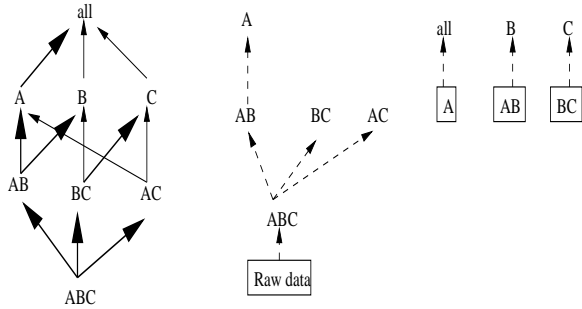 all
A B C
AB BC AC
ABC
A
AB BC AC
ABC
Raw data
all B C
A AB BC